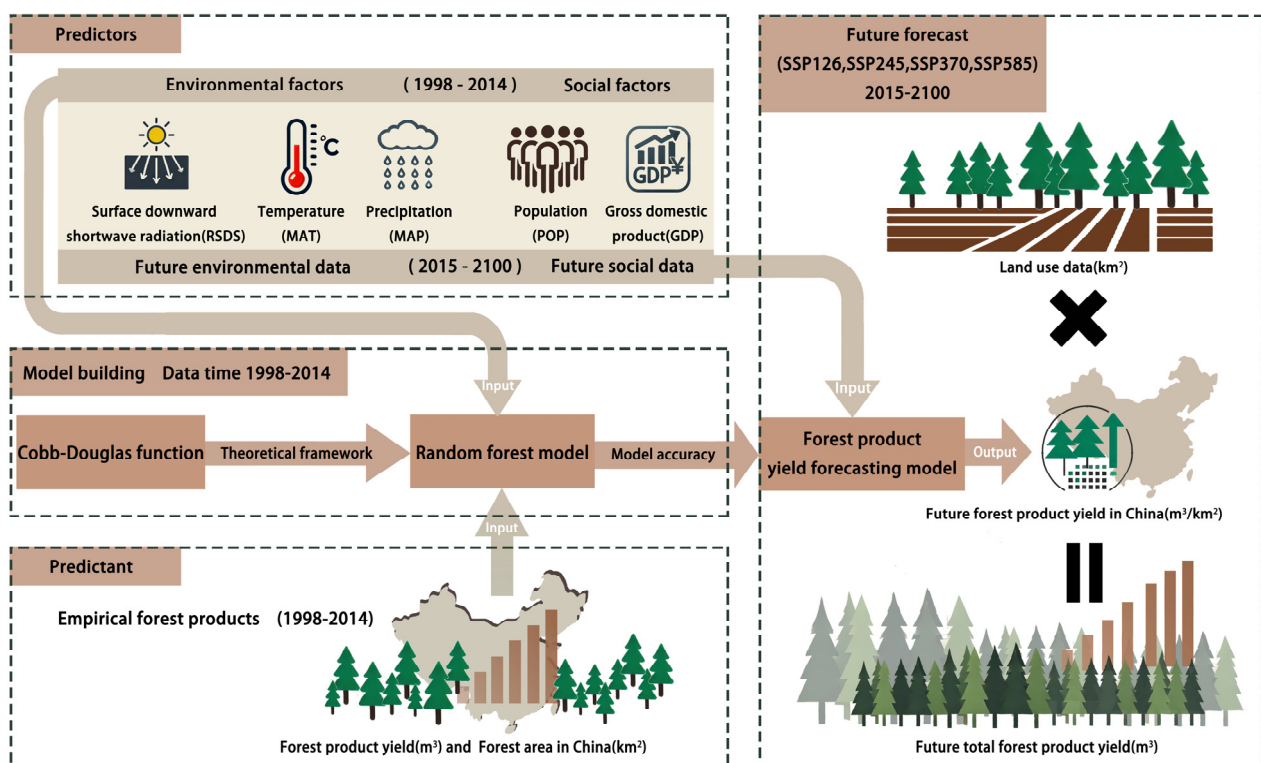 Predictors
Environmental factors (1998 - 2014) Social factors
°C
GDP ¥
Surface downward
shortwave radiation(RSDS)
Temperature
(MAT)
Precipitation
(MAP)
Population
(POP)
Gross domestic
product(GDP)
Future environmental data (2015 - 2100) Future social data
Model building Data time 1998-2014
Input
Cobb-Douglas function
Theoretical framework
Random forest model
Model accuracy
Input
Predictant
Empirical forest products (1998-2014)
Forest product yield(m³) and Forest area in China(km²)
Future forecast
(SSP126,SSP245,SSP370,SSP585)
2015-2100
Land use data(km²)
Input
Forest product
yield forecasting model
Output
Future forest product yield in China(m³/km²)
Future total forest product yield(m³)